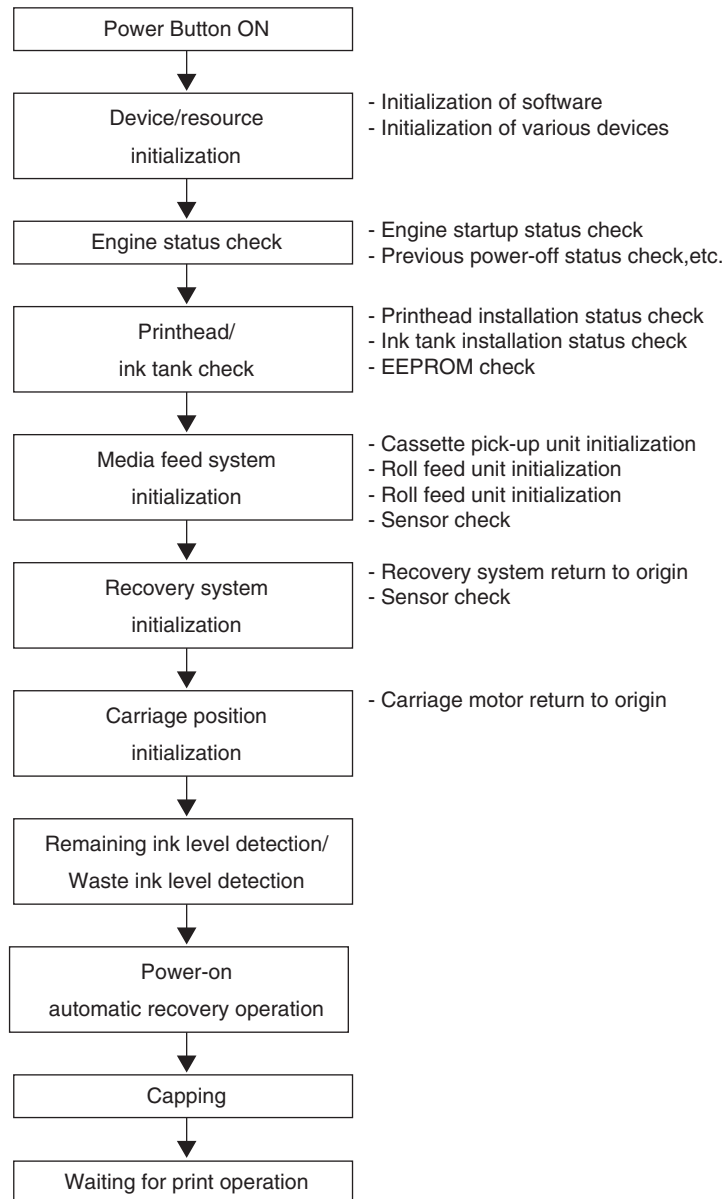 Power Button ON
Device/resource
initialization
- Initialization of software
- Initialization of various devices
Engine status check
- Engine startup status check
- Previous power-off status check,etc.
Printhead/
ink tank check
- Printhead installation status check
- Ink tank installation status check
- EEPROM check
Media feed system
initialization
- Cassette pick-up unit initialization
- Roll feed unit initialization
- Roll feed unit initialization
- Sensor check
Recovery system
initialization
- Recovery system return to origin
- Sensor check
Carriage position
initialization
- Carriage motor return to origin
Remaining ink level detection/
Waste ink level detection
Power-on
automatic recovery operation
Capping
Waiting for print operation